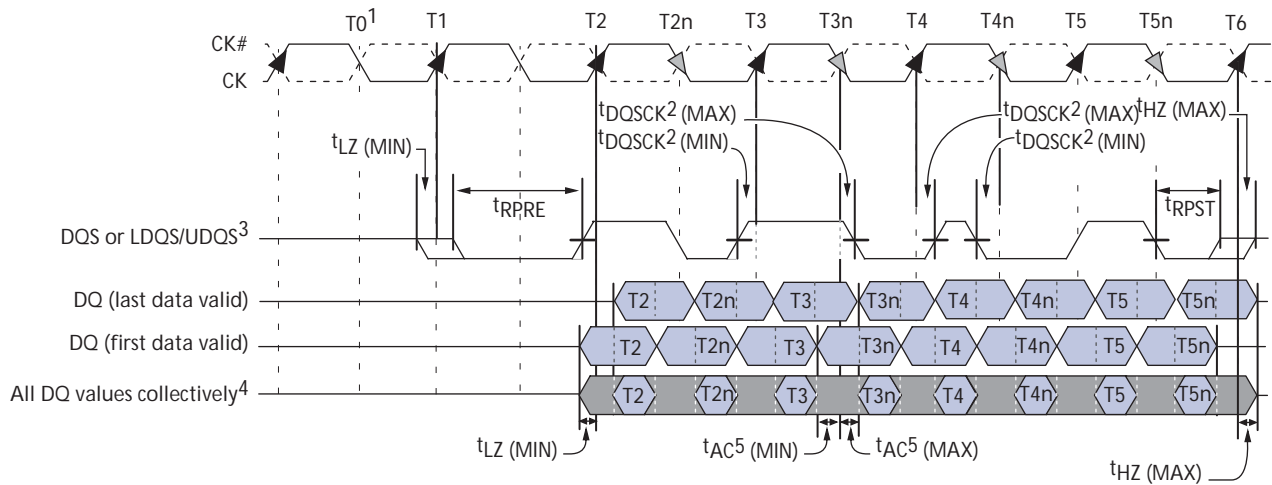 T0¹ T1 T2 T2n T3 T3n T4 T4n T5 T5n T6
CK#
CK
tDQSCK² (MAX) tDQSCK² (MAX) tHZ (MAX)
tLZ (MIN) tDQSCK² (MIN) tDQSCK² (MIN)
tRPRE tRPST
DQS or LDQS/UDQS³
DQ (last data valid) T2 T2n T3 T3n T4 T4n T5 T5n
DQ (first data valid) T2 T2n T3 T3n T4 T4n T5 T5n
All DQ values collectively⁴ T2 T2n T3 T3n T4 T4n T5 T5n
tLZ (MIN) tAC⁵ (MIN) tAC⁵ (MAX)
tHZ (MAX)